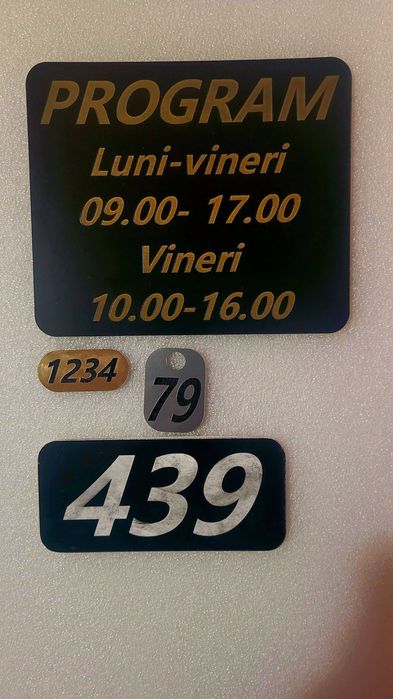 PROGRAM
Luni-vineri
09.00- 17.00
Vineri
10.00-16.00
1234
79
439